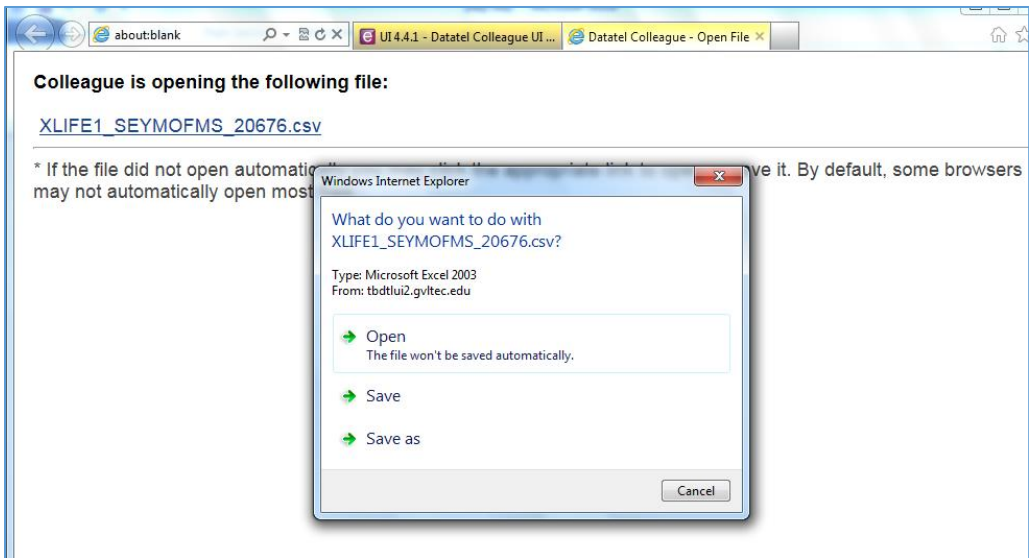 about:blank
UI 4.4.1 - Datatel Colleague UI ...
Datatel Colleague - Open File
Colleague is opening the following file:
XLIFE1_SEYMOFMS_20676.csv
* If the file did not open automatic ve it. By default, some browsers
may not automatically open most
Windows Internet Explorer
What do you want to do with
XLIFE1_SEYMOFMS_20676.csv?
Type: Microsoft Excel 2003
From: tbdtlui2.gvltec.edu
Open
The file won't be saved automatically.
Save
Save as
Cancel